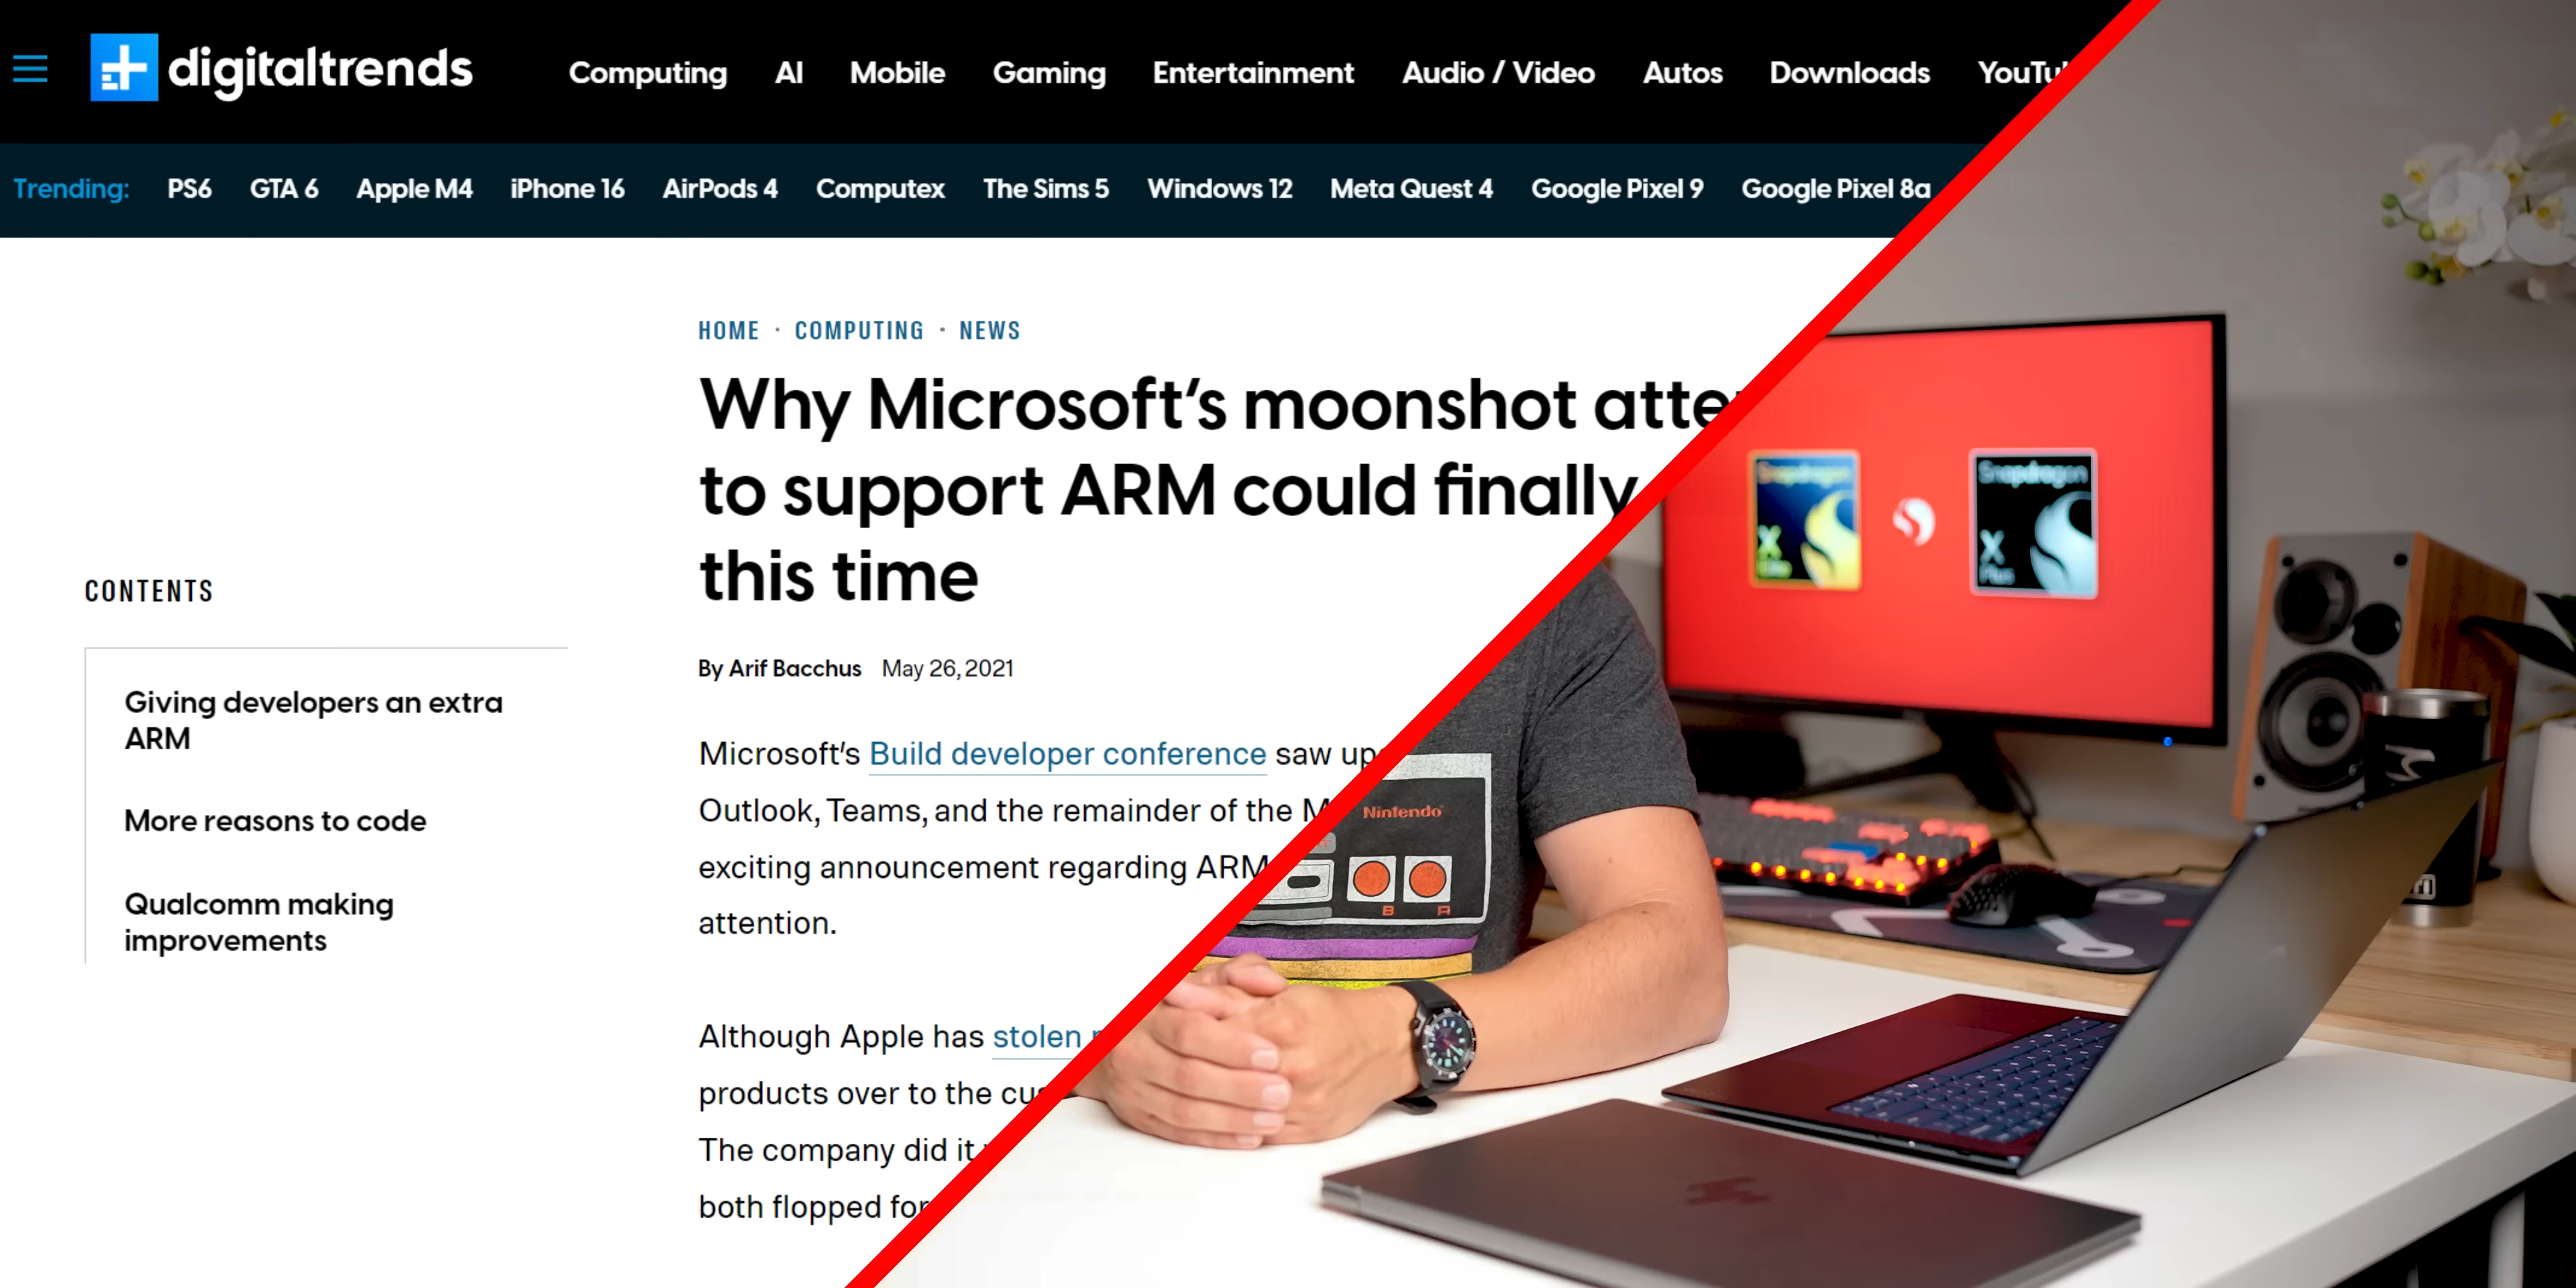 digitaltrends
Computing AI Mobile Gaming Entertainment Audio / Video Autos Downloads YouTu
Trending: PS6 GTA 6 Apple M4 iPhone 16 AirPods 4 Computex The Sims 5 Windows 12 Meta Quest 4 Google Pixel 9 Google Pixel 8a
HOME · COMPUTING · NEWS
Why Microsoft's moonshot atte
to support ARM could finally
this time
By Arif Bacchus May 26, 2021
CONTENTS
Giving developers an extra
ARM
More reasons to code
Qualcomm making
improvements
Microsoft's Build developer conference saw up
Outlook, Teams, and the remainder of the M
exciting announcement regarding ARM
attention.
Although Apple has stolen
products over to the cu
The company did it
both flopped for
Snapdragon
X
Elite
Snapdragon
X
Plus
Nintendo
B A